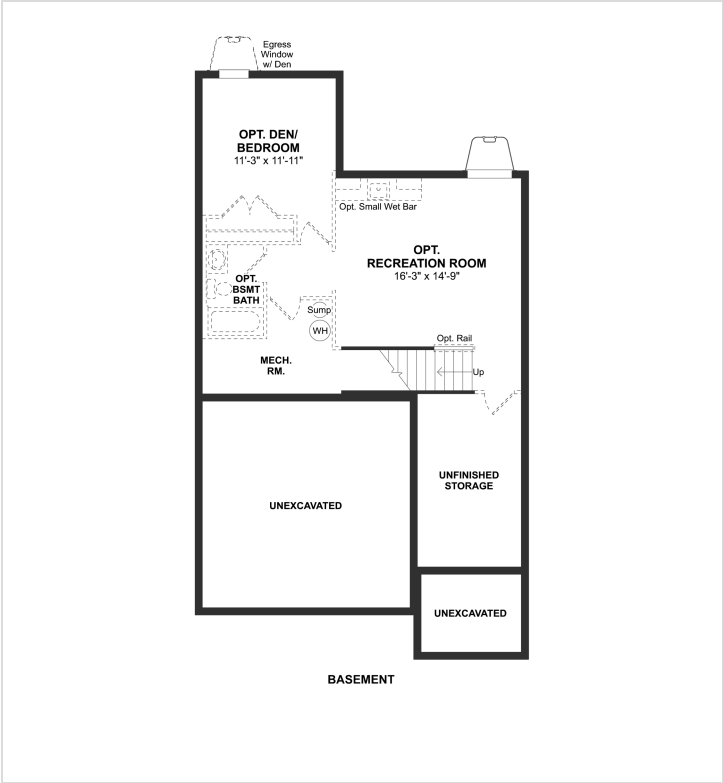 Egress
Window
w/ Den
OPT. DEN/
BEDROOM
11'-3" x 11'-11"
Opt. Small Wet Bar
OPT.
RECREATION ROOM
16'-3" x 14'-9"
OPT.
BSMT
BATH
Sump
WH
MECH.
RM.
Opt. Rail
Up
UNFINISHED
STORAGE
UNEXCAVATED
UNEXCAVATED
BASEMENT